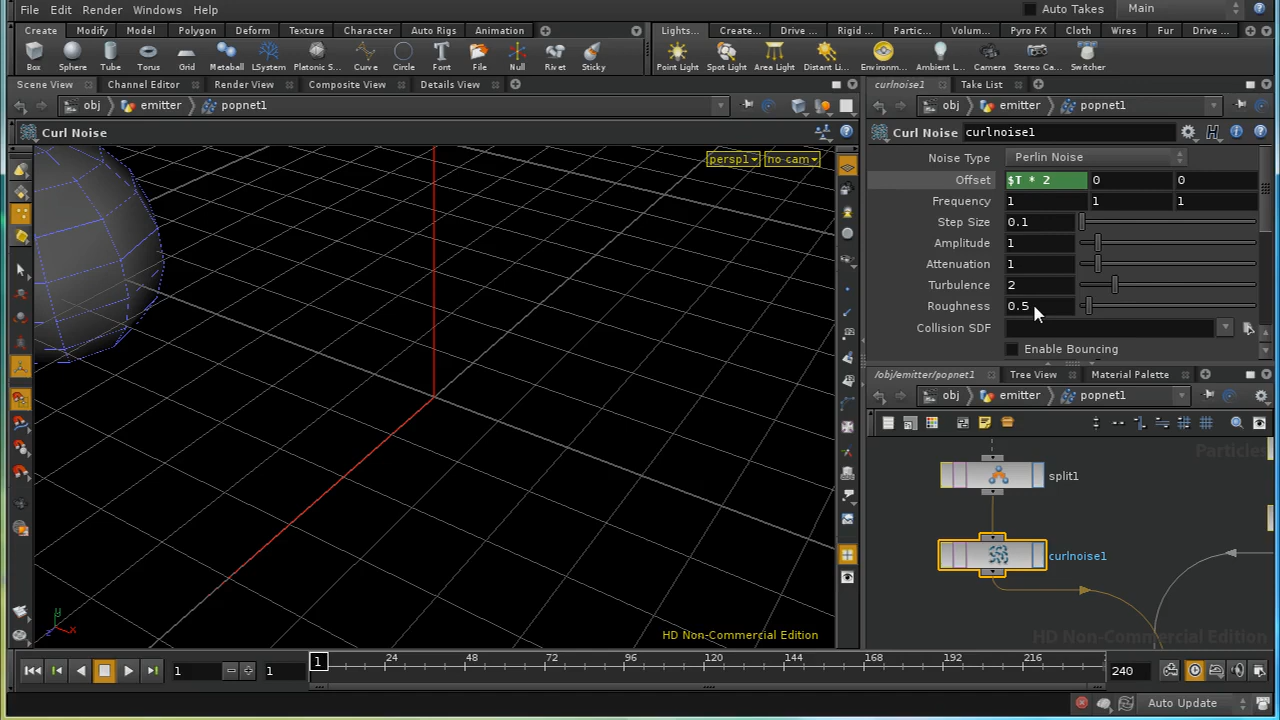 File Edit Render Windows Help
Auto Takes Main
Create Modify Model Polygon Deform Texture Character Auto Rigs Animation
Lights... Create... Drive ... Rigid ... Partic... Volum... Pyro FX Cloth Wires Fur Drive ...
Box Sphere Tube Torus Grid Metaball LSystem Platonic S... Curve Circle Font File Null Rivet Sticky
Point Light Spot Light Area Light Distant Li... Environm... Ambient L... Camera Stereo Ca... Switcher
Scene View Channel Editor Render View Composite View Details View
curlnoise1 Take List
obj emitter popnet1
obj emitter popnet1
Curl Noise
Curl Noise curlnoise1
persp1 no cam
Noise Type Perlin Noise
Offset $T * 2 0 0
Frequency 1 1 1
Step Size 0.1
Amplitude 1
Attenuation 1
Turbulence 2
Roughness 0.5
Collision SDF
Enable Bouncing
/obj/emitter/popnet1 Tree View Material Palette
obj emitter popnet1
Particles
split1
curlnoise1
HD Non-Commercial Edition
HD Non-Commercial Edition
y
z x
1 1
1 24 48 72 96 120 144 168 192 216
240
Auto Update